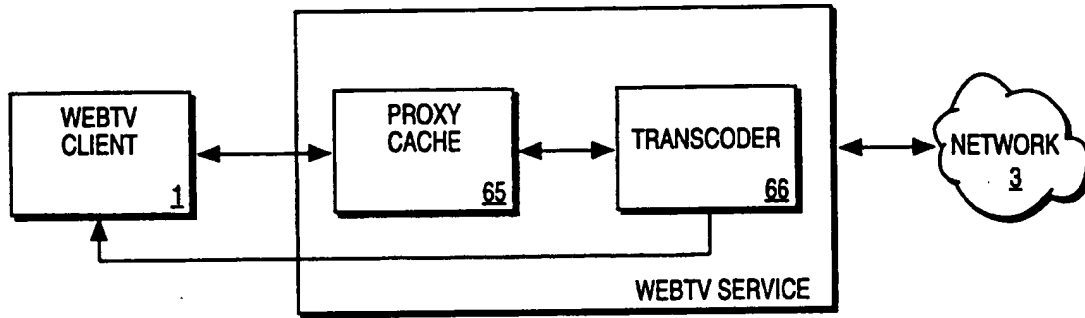 WEBTV
CLIENT
1
PROXY
CACHE
65
TRANSCODER
66
NETWORK
3
WEBTV SERVICE